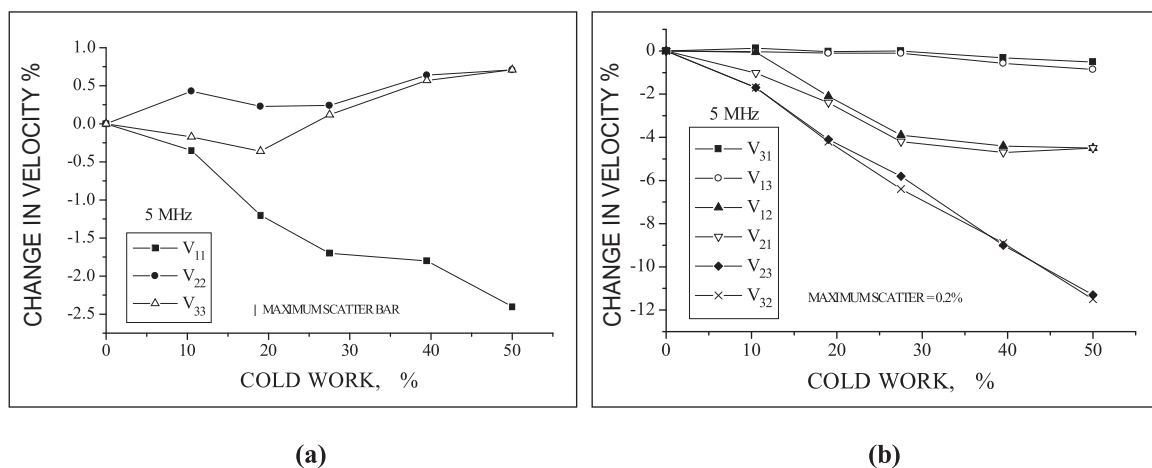 CHANGE IN VELOCITY %
1.0
0.5
0.0
-0.5
-1.0
-1.5
-2.0
-2.5
5 MHz
V₁₁
V₂₂
V₃₃
MAXIMUM SCATTER BAR
0 10 20 30 40 50
COLD WORK, %
(a)
CHANGE IN VELOCITY %
0
-2
-4
-6
-8
-10
-12
5 MHz
V₃₁
V₁₃
V₁₂
V₂₁
V₂₃
V₃₂
MAXIMUM SCATTER = 0.2%
0 10 20 30 40 50
COLD WORK, %
(b)